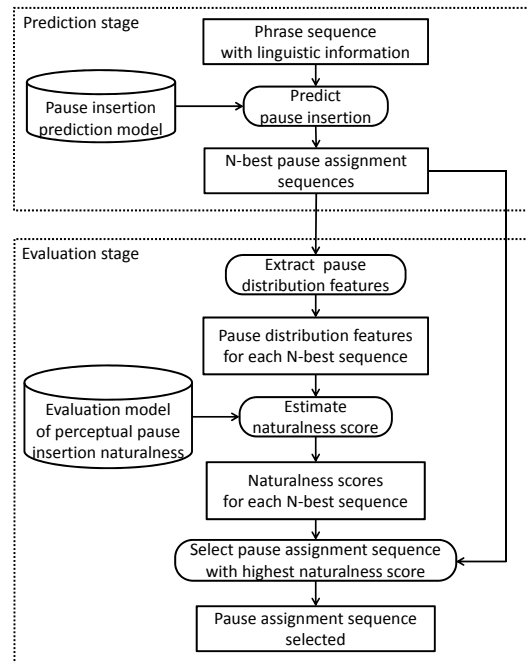 Prediction stage
Phrase sequence
with linguistic information
Pause insertion
prediction model
Predict
pause insertion
N-best pause assignment
sequences
Evaluation stage
Extract pause
distribution features
Pause distribution features
for each N-best sequence
Evaluation model
of perceptual pause
insertion naturalness
Estimate
naturalness score
Naturalness scores
for each N-best sequence
Select pause assignment sequence
with highest naturalness score
Pause assignment sequence
selected